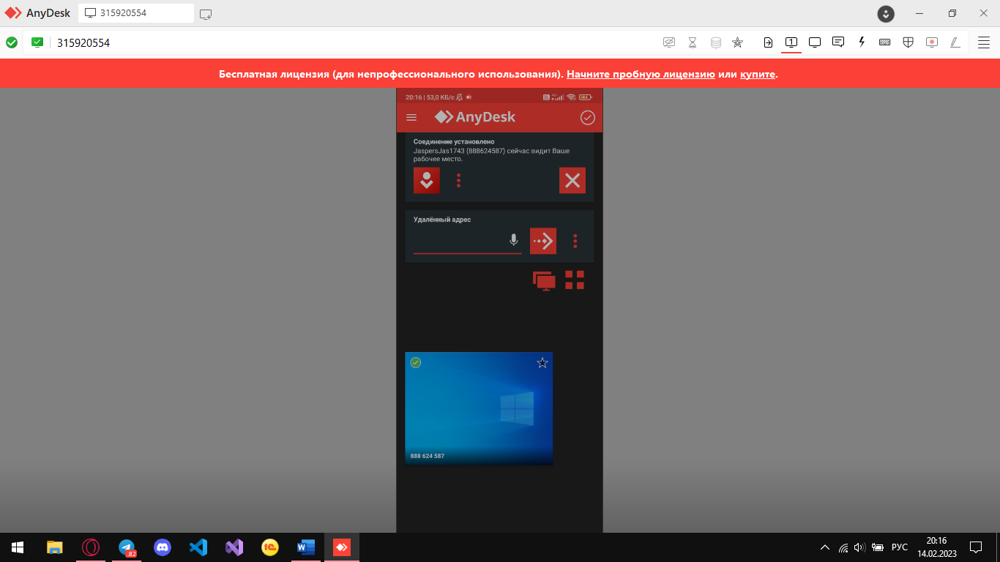 AnyDesk
315920554
315920554
1
Бесплатная лицензия (для непрофессионального использования). Начните пробную лицензию или купите.
20:16 | 53,0 КБ/с
AnyDesk
Соединение установлено
JaspersJas1743 (888624587) сейчас видит Ваше
рабочее место.
Удалённый адрес
888 624 587
82
1С
W
РУС
20:16
14.02.2023